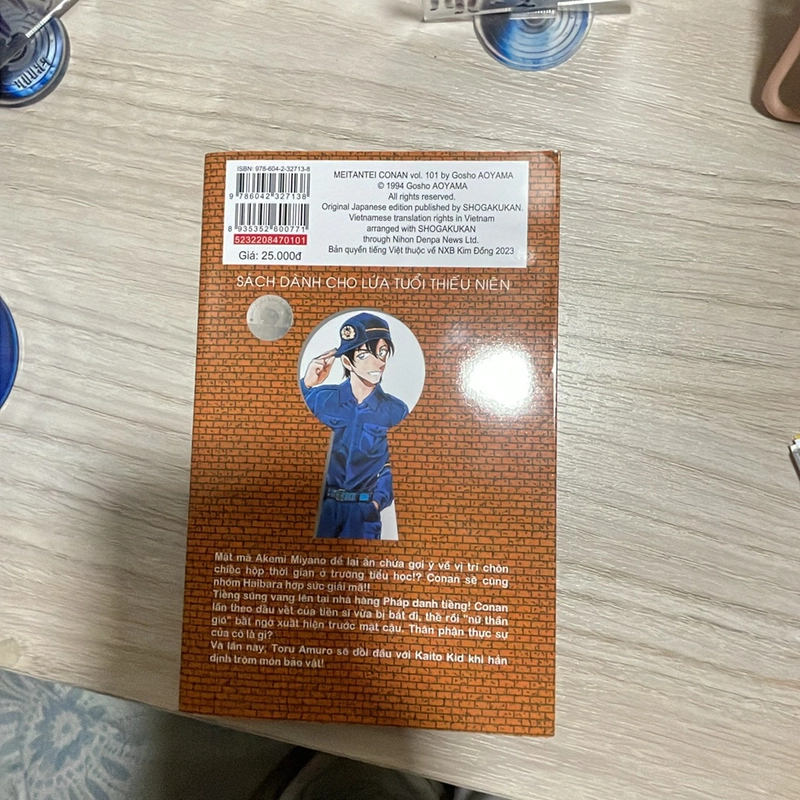 ISBN: 978-604-2-32713-8
9 786042 327138
8 935352 600771
5232208470101
Giá: 25.000đ
MEITANTEI CONAN vol. 101 by Gosho AOYAMA
© 1994 Gosho AOYAMA
All rights reserved.
Original Japanese edition published by SHOGAKUKAN.
Vietnamese translation rights in Vietnam
arranged with SHOGAKUKAN
through Nihon Denpa News Ltd.
Bản quyền tiếng Việt thuộc về NXB Kim Đồng 2023
SÁCH DÀNH CHO LỨA TUỔI THIẾU NIÊN
Mật mã Akemi Miyano để lại ẩn chứa gợi ý về vị trí chôn
chiếc hộp thời gian ở trường tiểu học!? Conan sẽ cùng
nhóm Haibara hợp sức giải mã!!
Tiếng súng vang lên tại nhà hàng Pháp danh tiếng! Conan
lần theo dấu vết của tiến sĩ vừa bị bắt đi, thế rồi "nữ thần
gió" bất ngờ xuất hiện trước mặt cậu. Thân phận thực sự
của cô là gì?
Và lần này, Toru Amuro sẽ đối đầu với Kaito Kid khi hắn
định trộm món bảo vật!